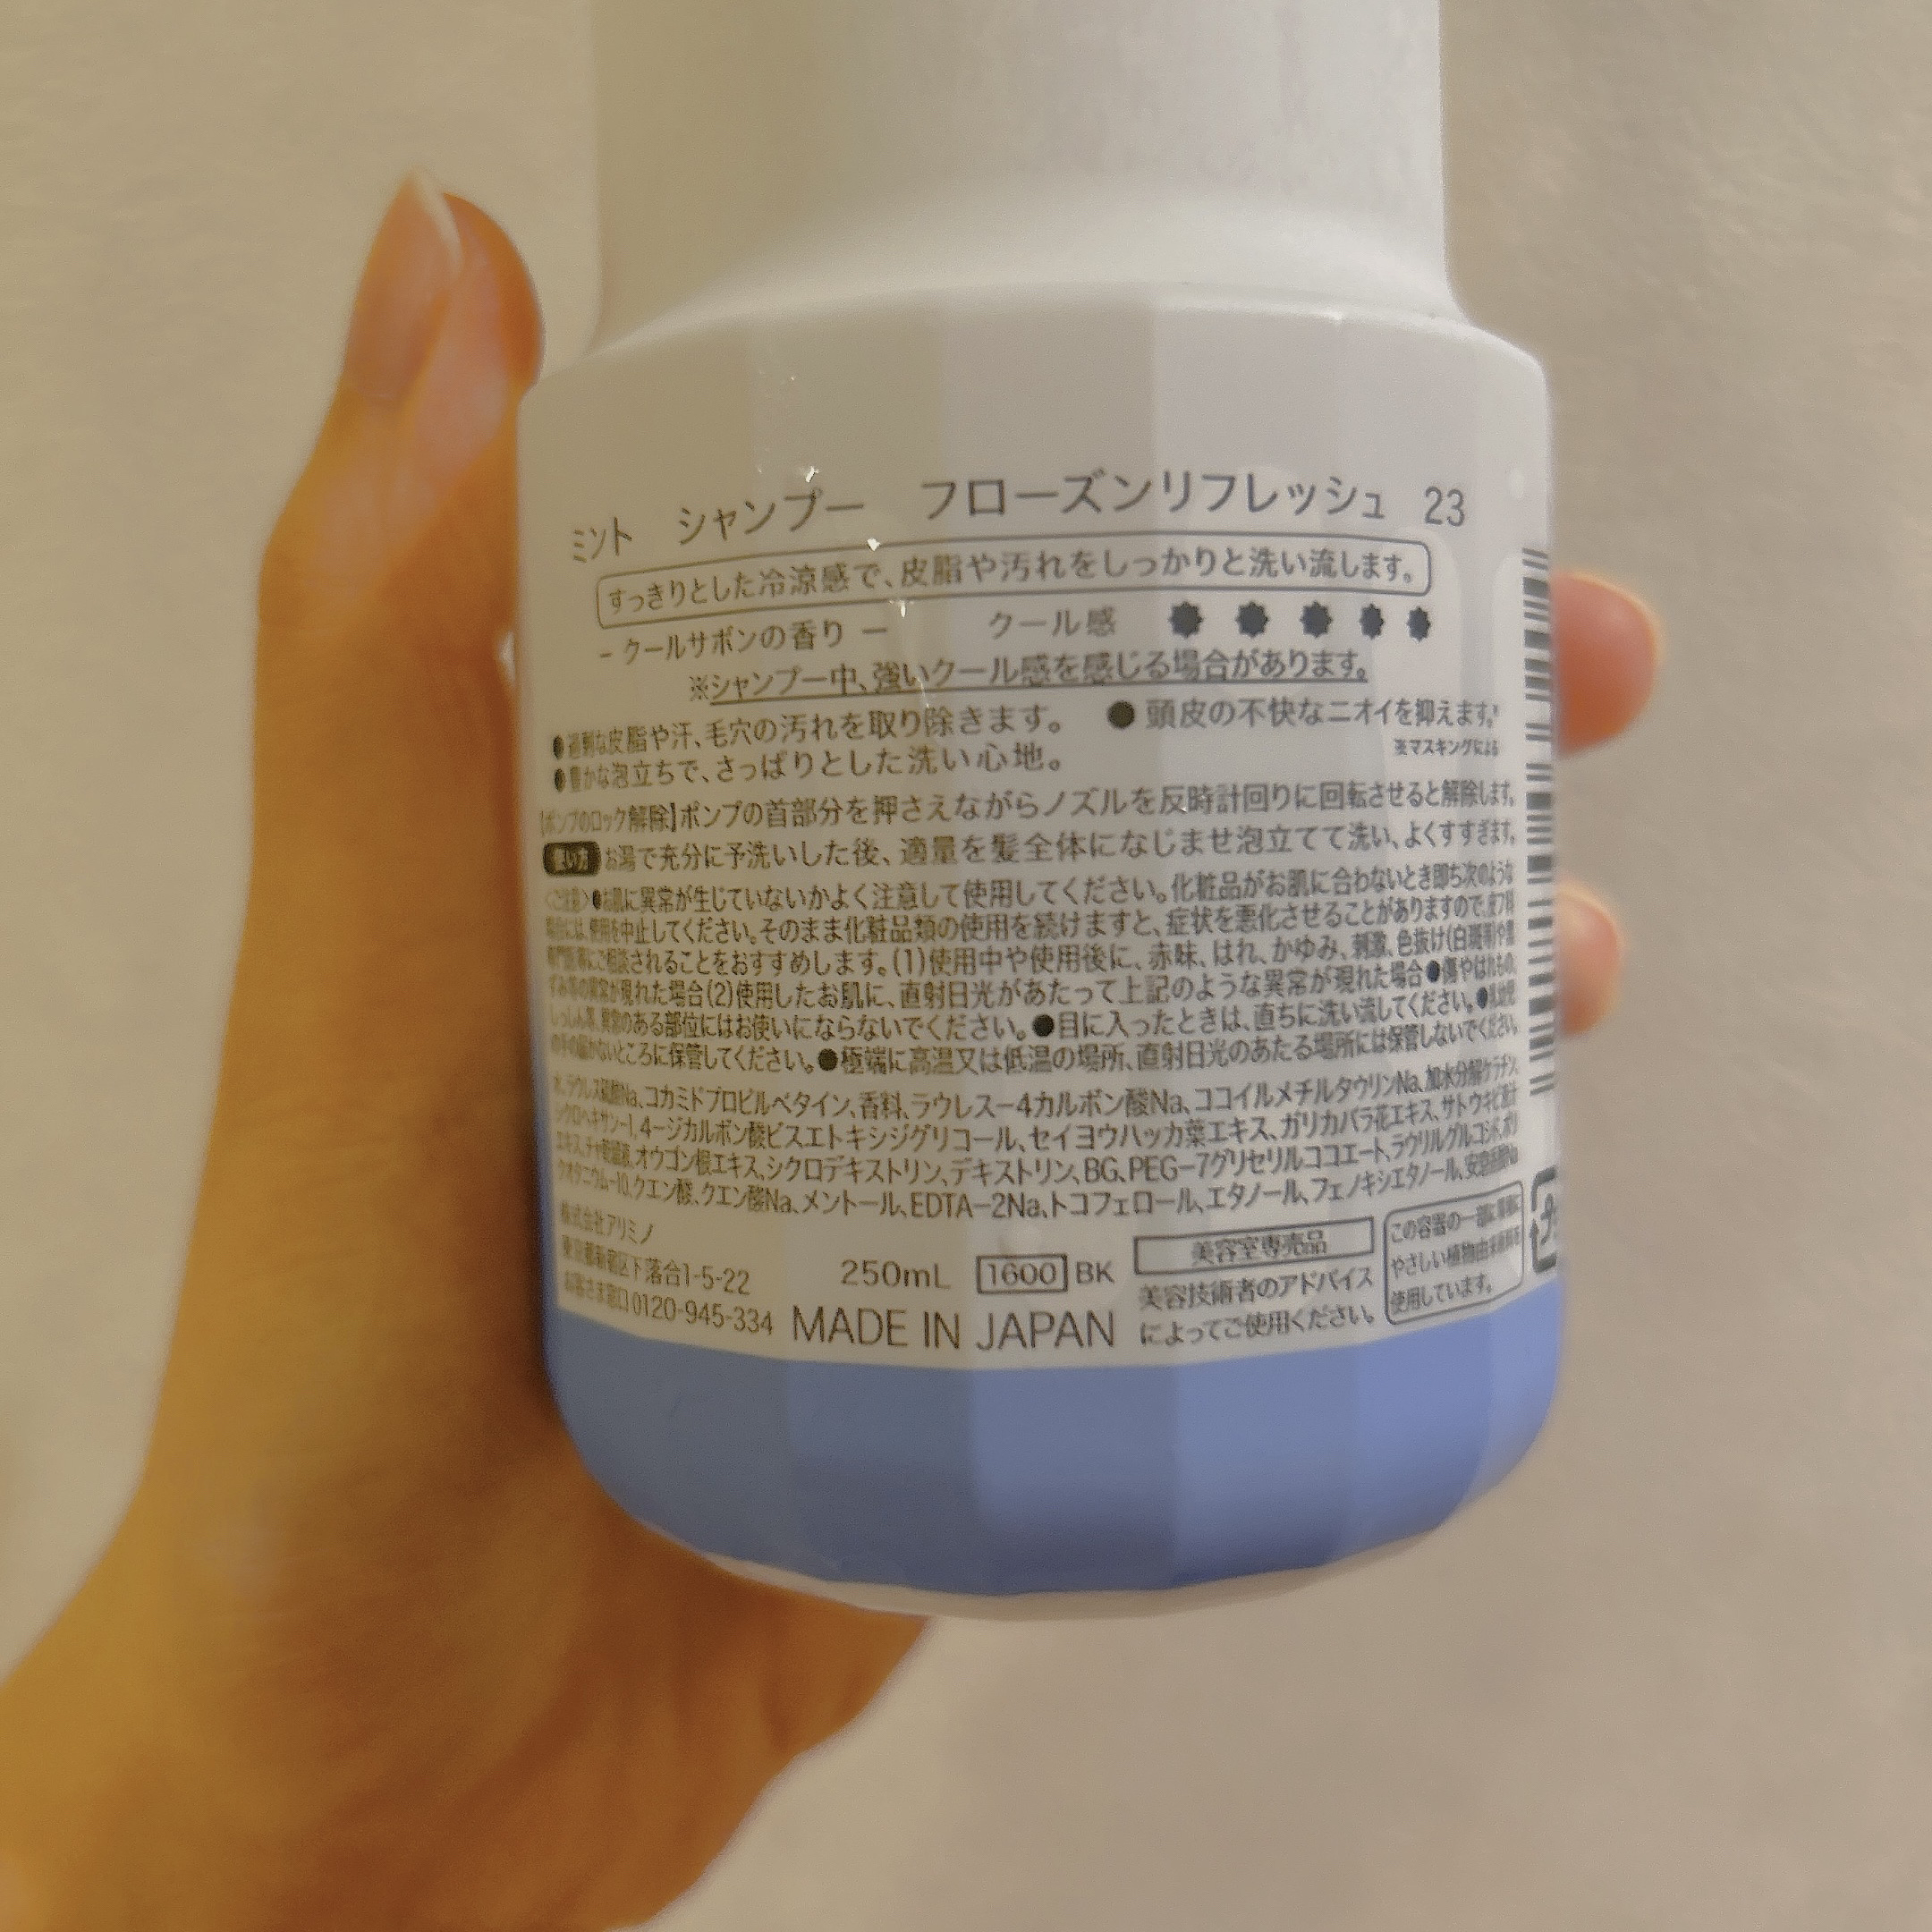 ミント シャンプー フローズンリフレッシュ 23
すっきりとした冷涼感で、皮脂や汚れをしっかりと洗い流します。
- クールサボンの香り - クール感
※シャンプー中、強いクール感を感じる場合があります。
●過剰な皮脂や汗、毛穴の汚れを取り除きます。 ●頭皮の不快なニオイを抑えます。※
※マスキングによる
●豊かな泡立ちで、さっぱりとした洗い心地。
【ポンプのロック解除】ポンプの首部分を押さえながらノズルを反時計回りに回転させると解除します。
使い方 お湯で充分に予洗いした後、適量を髪全体になじませ泡立てて洗い、よくすすぎます。
〈ご注意〉●お肌に異常が生じていないかよく注意して使用してください。化粧品がお肌に合わないとき即ち次のような
場合には、使用を中止してください。そのまま化粧品類の使用を続けますと、症状を悪化させることがありますので、皮フ科
専門医等にご相談されることをおすすめします。(1)使用中や使用後に、赤味、はれ、かゆみ、刺激、色抜け(白斑等)や黒
ずみ等の異常が現れた場合(2)使用したお肌に、直射日光があたって上記のような異常が現れた場合●傷やはれもの、
しっしん等、異常のある部位にはお使いにならないでください。●目に入ったときは、直ちに洗い流してください。●乳幼児
の手の届かないところに保管してください。●極端に高温又は低温の場所、直射日光のあたる場所には保管しないでください。
水、ラウレス硫酸Na、コカミドプロピルベタイン、香料、ラウレス-4カルボン酸Na、ココイルメチルタウリンNa、加水分解ケラチン、
シクロヘキサン-1,4-ジカルボン酸ビスエトキシジグリコール、セイヨウハッカ葉エキス、ガリカバラ花エキス、サトウキビ液汁
エキス、チャ乾留液、オウゴン根エキス、シクロデキストリン、デキストリン、BG、PEG-7グリセリルココエート、ラウリルグルコシド、ポリ
クオタニウム-10、クエン酸、クエン酸Na、メントール、EDTA-2Na、トコフェロール、エタノール、フェノキシエタノール、安息香酸Na
株式会社アリミノ
東京都新宿区下落合1-5-22
お客さま窓口 0120-945-334
250mL 1600 BK
MADE IN JAPAN
美容室専売品
美容技術者のアドバイス
によってご使用ください。
この容器の一部に環境に
やさしい植物由来原料を
使用しています。